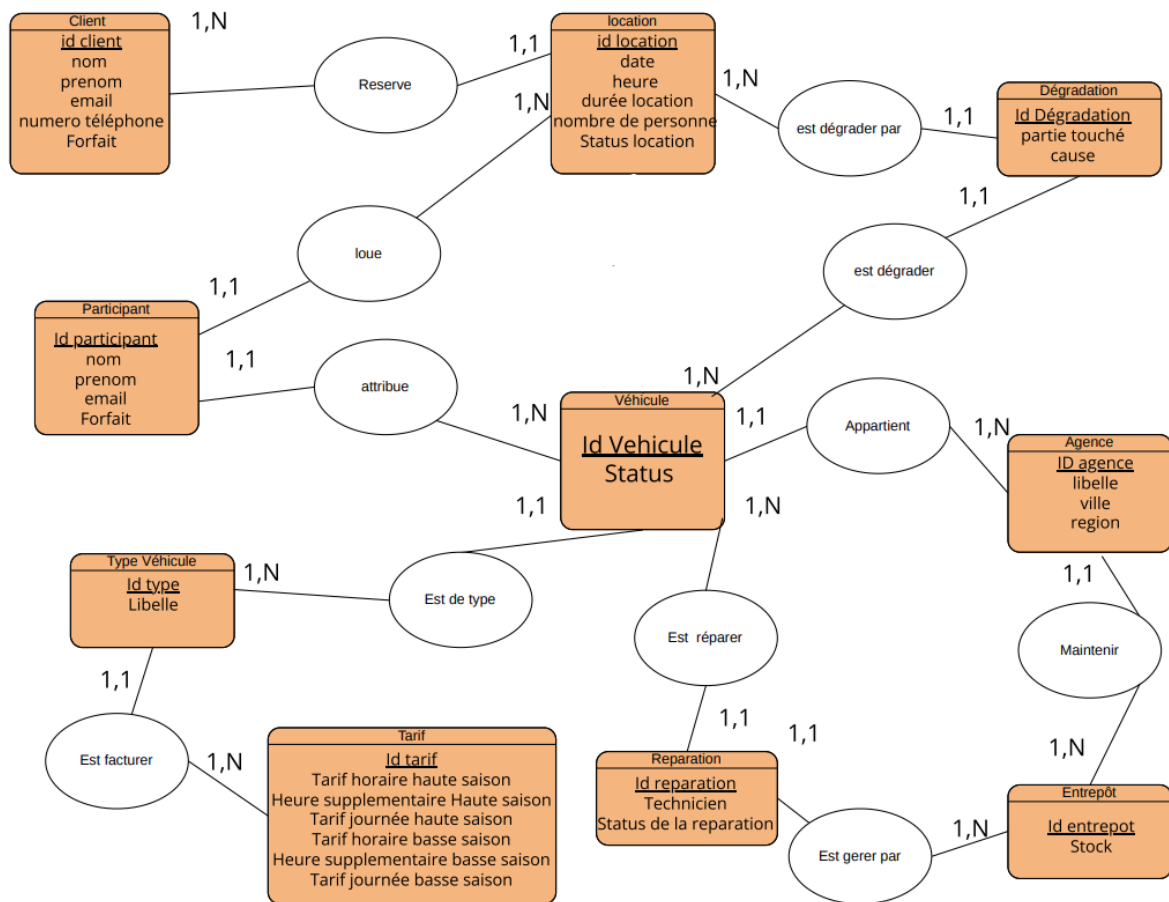 Client
id client
nom
prenom
email
numero téléphone
Forfait
1,N
Reserve
1,1
location
id location
date
heure
durée location
nombre de personne
Status location
1,N
1,N
est dégrader par
1,1
Dégradation
Id Dégradation
partie touché
cause
1,1
est dégrader
1,N
loue
1,1
Participant
Id participant
nom
prenom
email
Forfait
1,1
attribue
1,N
Véhicule
Id Vehicule
Status
1,1
Appartient
1,N
Agence
ID agence
libelle
ville
region
1,1
1,N
Type Véhicule
Id type
Libelle
1,N
Est de type
Est réparer
1,1
Maintenir
1,N
1,1
Est facturer
1,N
Tarif
Id tarif
Tarif horaire haute saison
Heure supplementaire Haute saison
Tarif journée haute saison
Tarif horaire basse saison
Heure supplementaire basse saison
Tarif journée basse saison
1,1
Reparation
Id reparation
Technicien
Status de la reparation
1,1
Est gerer par
1,N
Entrepôt
Id entrepot
Stock